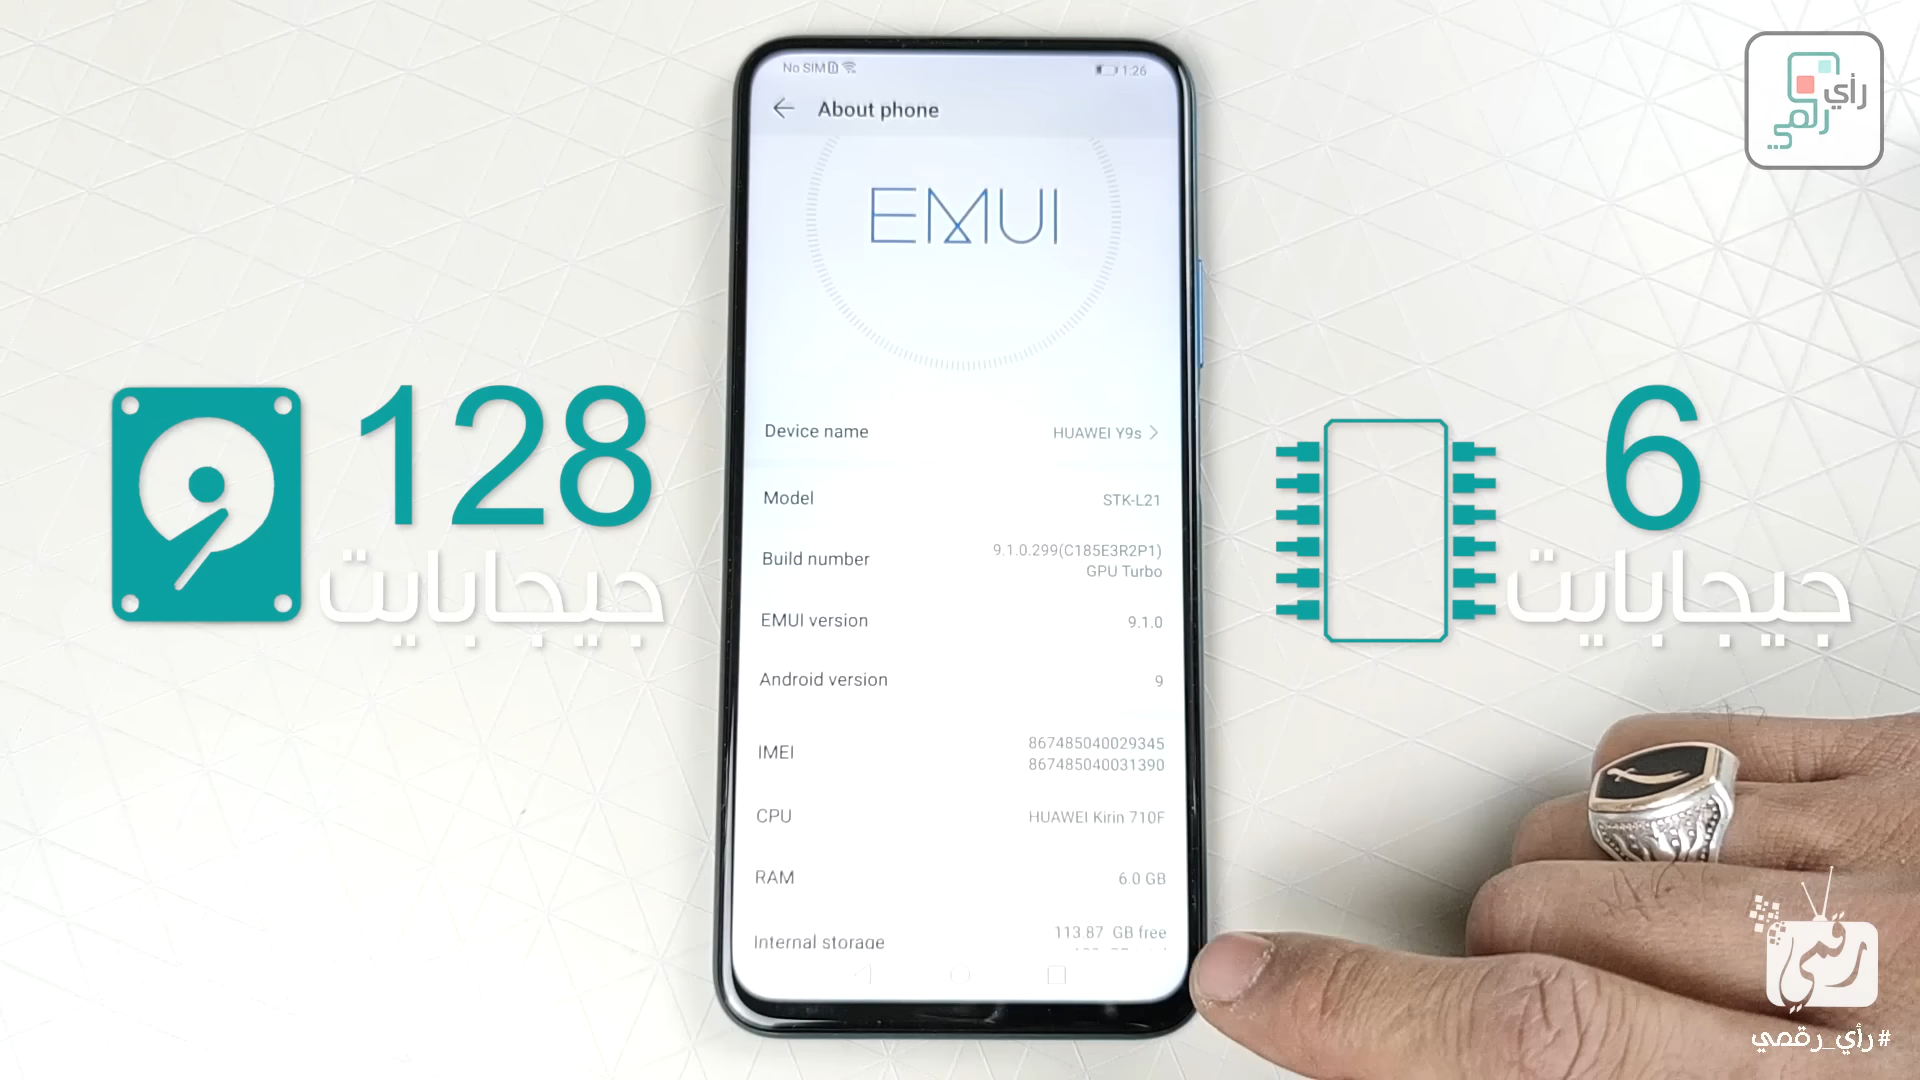 No SIM
1:26
About phone
EMUI
Device name
HUAWEI Y9s
Model
STK-L21
Build number
9.1.0.299(C185E3R2P1)
GPU Turbo
EMUI version
9.1.0
Android version
9
IMEI
867485040029345
867485040031390
CPU
HUAWEI Kirin 710F
RAM
6.0 GB
Internal storage
113.87 GB free
128
جيجابايت
6
جيجابايت
رأي
رقمي
رقمي
#رأي_رقمي